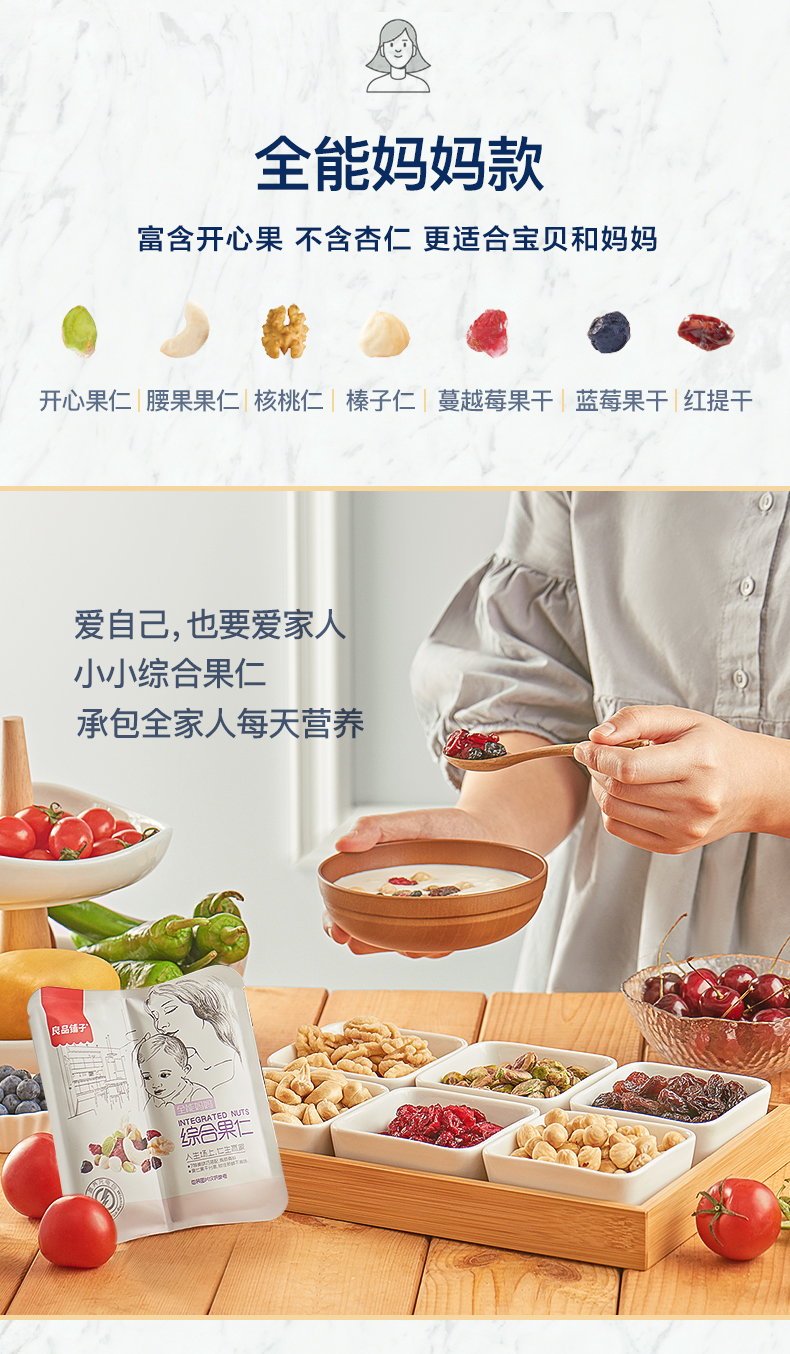 全能妈妈款
富含开心果 不含杏仁 更适合宝贝和妈妈
开心果仁 | 腰果果仁 | 核桃仁 | 榛子仁 | 蔓越莓果干 | 蓝莓果干 | 红提干
爱自己，也要爱家人
小小综合果仁
承包全家人每天营养
良品铺子
INTEGRATED NUTS
综合果仁